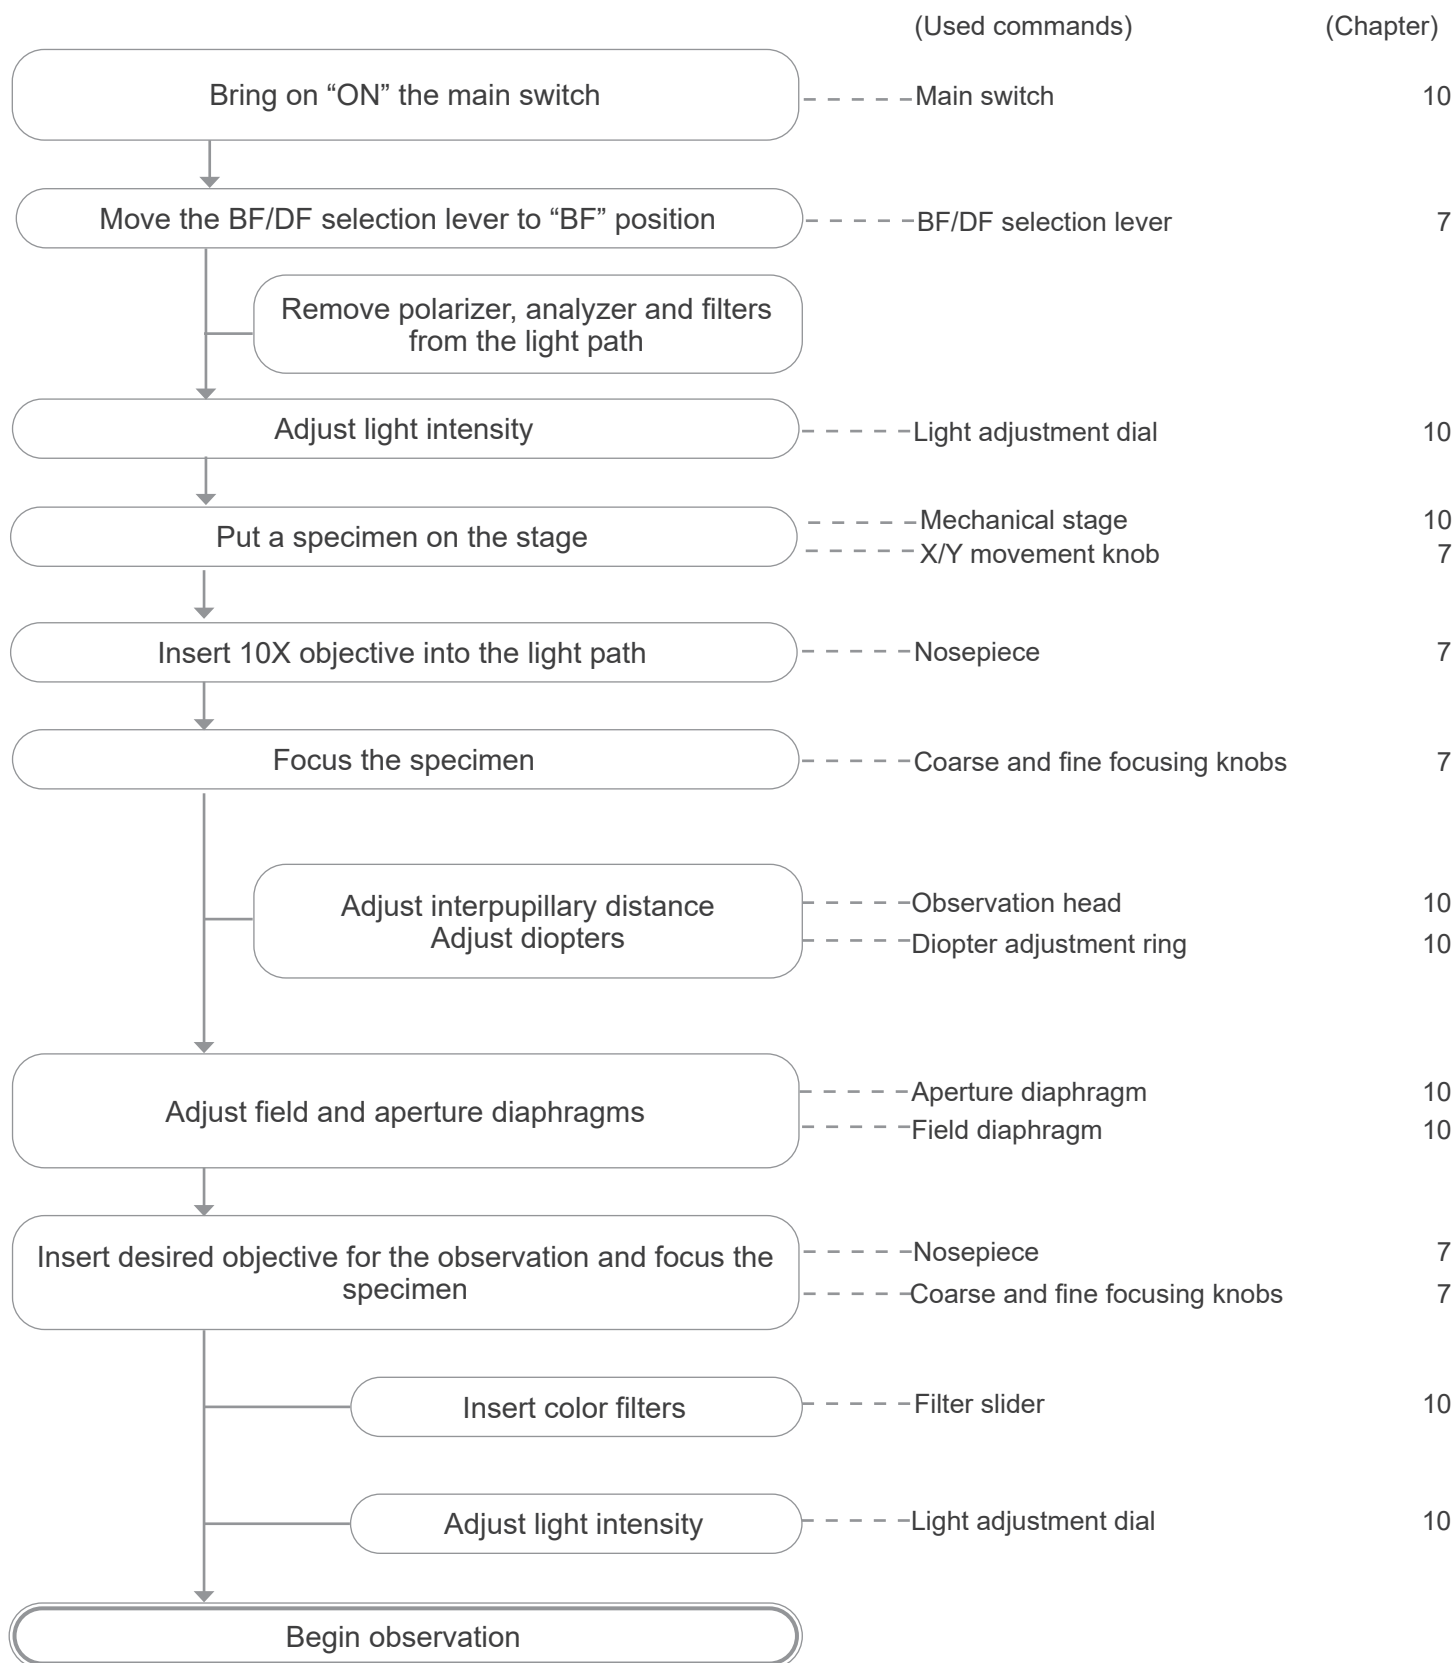 (Used commands) (Chapter)
Bring on “ON” the main switch Main switch 10
Move the BF/DF selection lever to “BF” position BF/DF selection lever 7
Remove polarizer, analyzer and filters
from the light path
Adjust light intensity Light adjustment dial 10
Put a specimen on the stage
Mechanical stage 10
X/Y movement knob 7
Insert 10X objective into the light path Nosepiece 7
Focus the specimen Coarse and fine focusing knobs 7
Adjust interpupillary distance Observation head 10
Adjust diopters Diopter adjustment ring 10
Adjust field and aperture diaphragms
Aperture diaphragm 10
Field diaphragm 10
Insert desired objective for the observation and focus the
specimen
Nosepiece 7
Coarse and fine focusing knobs 7
Insert color filters Filter slider 10
Adjust light intensity Light adjustment dial 10
Begin observation